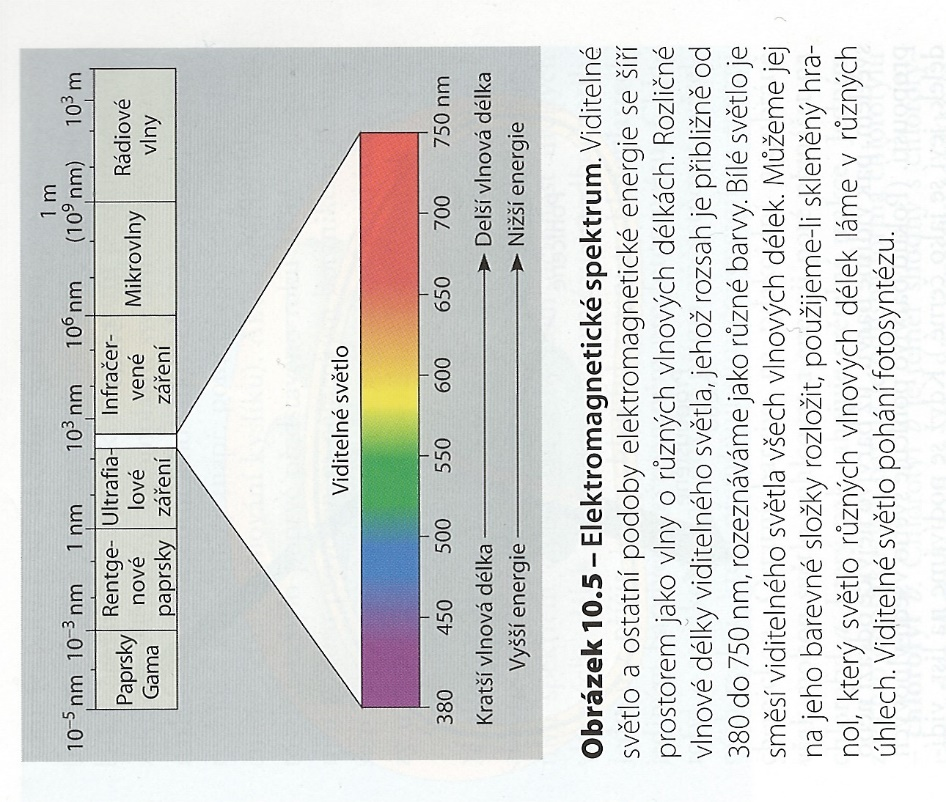 10⁻⁵ nm 10⁻³ nm 1 nm 10³ nm 10⁶ nm 1 m (10⁹ nm) 10³ m
Paprsky Gama
Rentge-nové paprsky
Ultrafia-lové záření
Infračer-vené záření
Mikrovlny
Rádiové vlny
Viditelné světlo
380 450 500 550 600 650 700 750 nm
Kratší vlnová délka Delší vlnová délka
Vyšší energie Nižší energie
Obrázek 10.5 – Elektromagnetické spektrum. Viditelné
světlo a ostatní podoby elektromagnetické energie se šíří
prostorem jako vlny o různých vlnových délkách. Rozličné
vlnové délky viditelného světla, jehož rozsah je přibližně od
380 do 750 nm, rozeznáváme jako různé barvy. Bílé světlo je
směsí viditelného světla všech vlnových délek. Můžeme jej
na jeho barevné složky rozložit, použijeme-li skleněný hra-
nol, který světlo různých vlnových délek láme v různých
úhlech. Viditelné světlo pohání fotosyntézu.